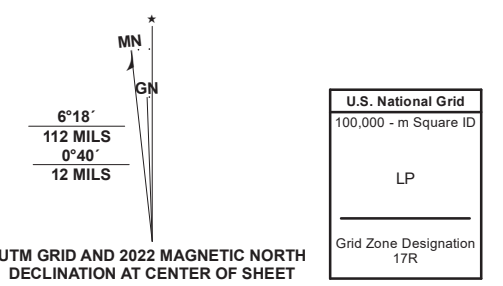 ★
MN
GN
6°18´
112 MILS
0°40´
12 MILS
UTM GRID AND 2022 MAGNETIC NORTH
DECLINATION AT CENTER OF SHEET
U.S. National Grid
100,000 - m Square ID
LP
Grid Zone Designation
17R